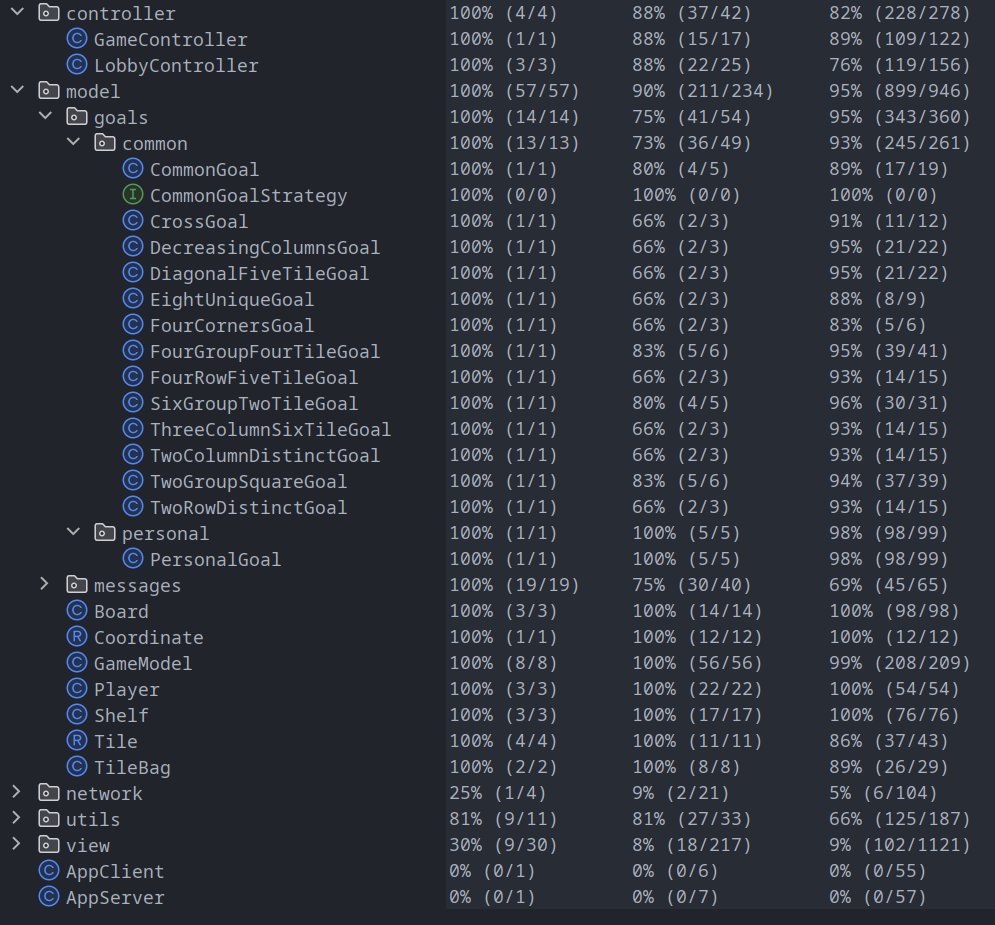 controller 100% (4/4) 88% (37/42) 82% (228/278)
C GameController 100% (1/1) 88% (15/17) 89% (109/122)
C LobbyController 100% (3/3) 88% (22/25) 76% (119/156)
model 100% (57/57) 90% (211/234) 95% (899/946)
goals 100% (14/14) 75% (41/54) 95% (343/360)
common 100% (13/13) 73% (36/49) 93% (245/261)
C CommonGoal 100% (1/1) 80% (4/5) 89% (17/19)
I CommonGoalStrategy 100% (0/0) 100% (0/0) 100% (0/0)
C CrossGoal 100% (1/1) 66% (2/3) 91% (11/12)
C DecreasingColumnsGoal 100% (1/1) 66% (2/3) 95% (21/22)
C DiagonalFiveTileGoal 100% (1/1) 66% (2/3) 95% (21/22)
C EightUniqueGoal 100% (1/1) 66% (2/3) 88% (8/9)
C FourCornersGoal 100% (1/1) 66% (2/3) 83% (5/6)
C FourGroupFourTileGoal 100% (1/1) 83% (5/6) 95% (39/41)
C FourRowFiveTileGoal 100% (1/1) 66% (2/3) 93% (14/15)
C SixGroupTwoTileGoal 100% (1/1) 80% (4/5) 96% (30/31)
C ThreeColumnSixTileGoal 100% (1/1) 66% (2/3) 93% (14/15)
C TwoColumnDistinctGoal 100% (1/1) 66% (2/3) 93% (14/15)
C TwoGroupSquareGoal 100% (1/1) 83% (5/6) 94% (37/39)
C TwoRowDistinctGoal 100% (1/1) 66% (2/3) 93% (14/15)
personal 100% (1/1) 100% (5/5) 98% (98/99)
C PersonalGoal 100% (1/1) 100% (5/5) 98% (98/99)
messages 100% (19/19) 75% (30/40) 69% (45/65)
C Board 100% (3/3) 100% (14/14) 100% (98/98)
R Coordinate 100% (1/1) 100% (12/12) 100% (12/12)
C GameModel 100% (8/8) 100% (56/56) 99% (208/209)
C Player 100% (3/3) 100% (22/22) 100% (54/54)
C Shelf 100% (3/3) 100% (17/17) 100% (76/76)
R Tile 100% (4/4) 100% (11/11) 86% (37/43)
C TileBag 100% (2/2) 100% (8/8) 89% (26/29)
network 25% (1/4) 9% (2/21) 5% (6/104)
utils 81% (9/11) 81% (27/33) 66% (125/187)
view 30% (9/30) 8% (18/217) 9% (102/1121)
C AppClient 0% (0/1) 0% (0/6) 0% (0/55)
C AppServer 0% (0/1) 0% (0/7) 0% (0/57)